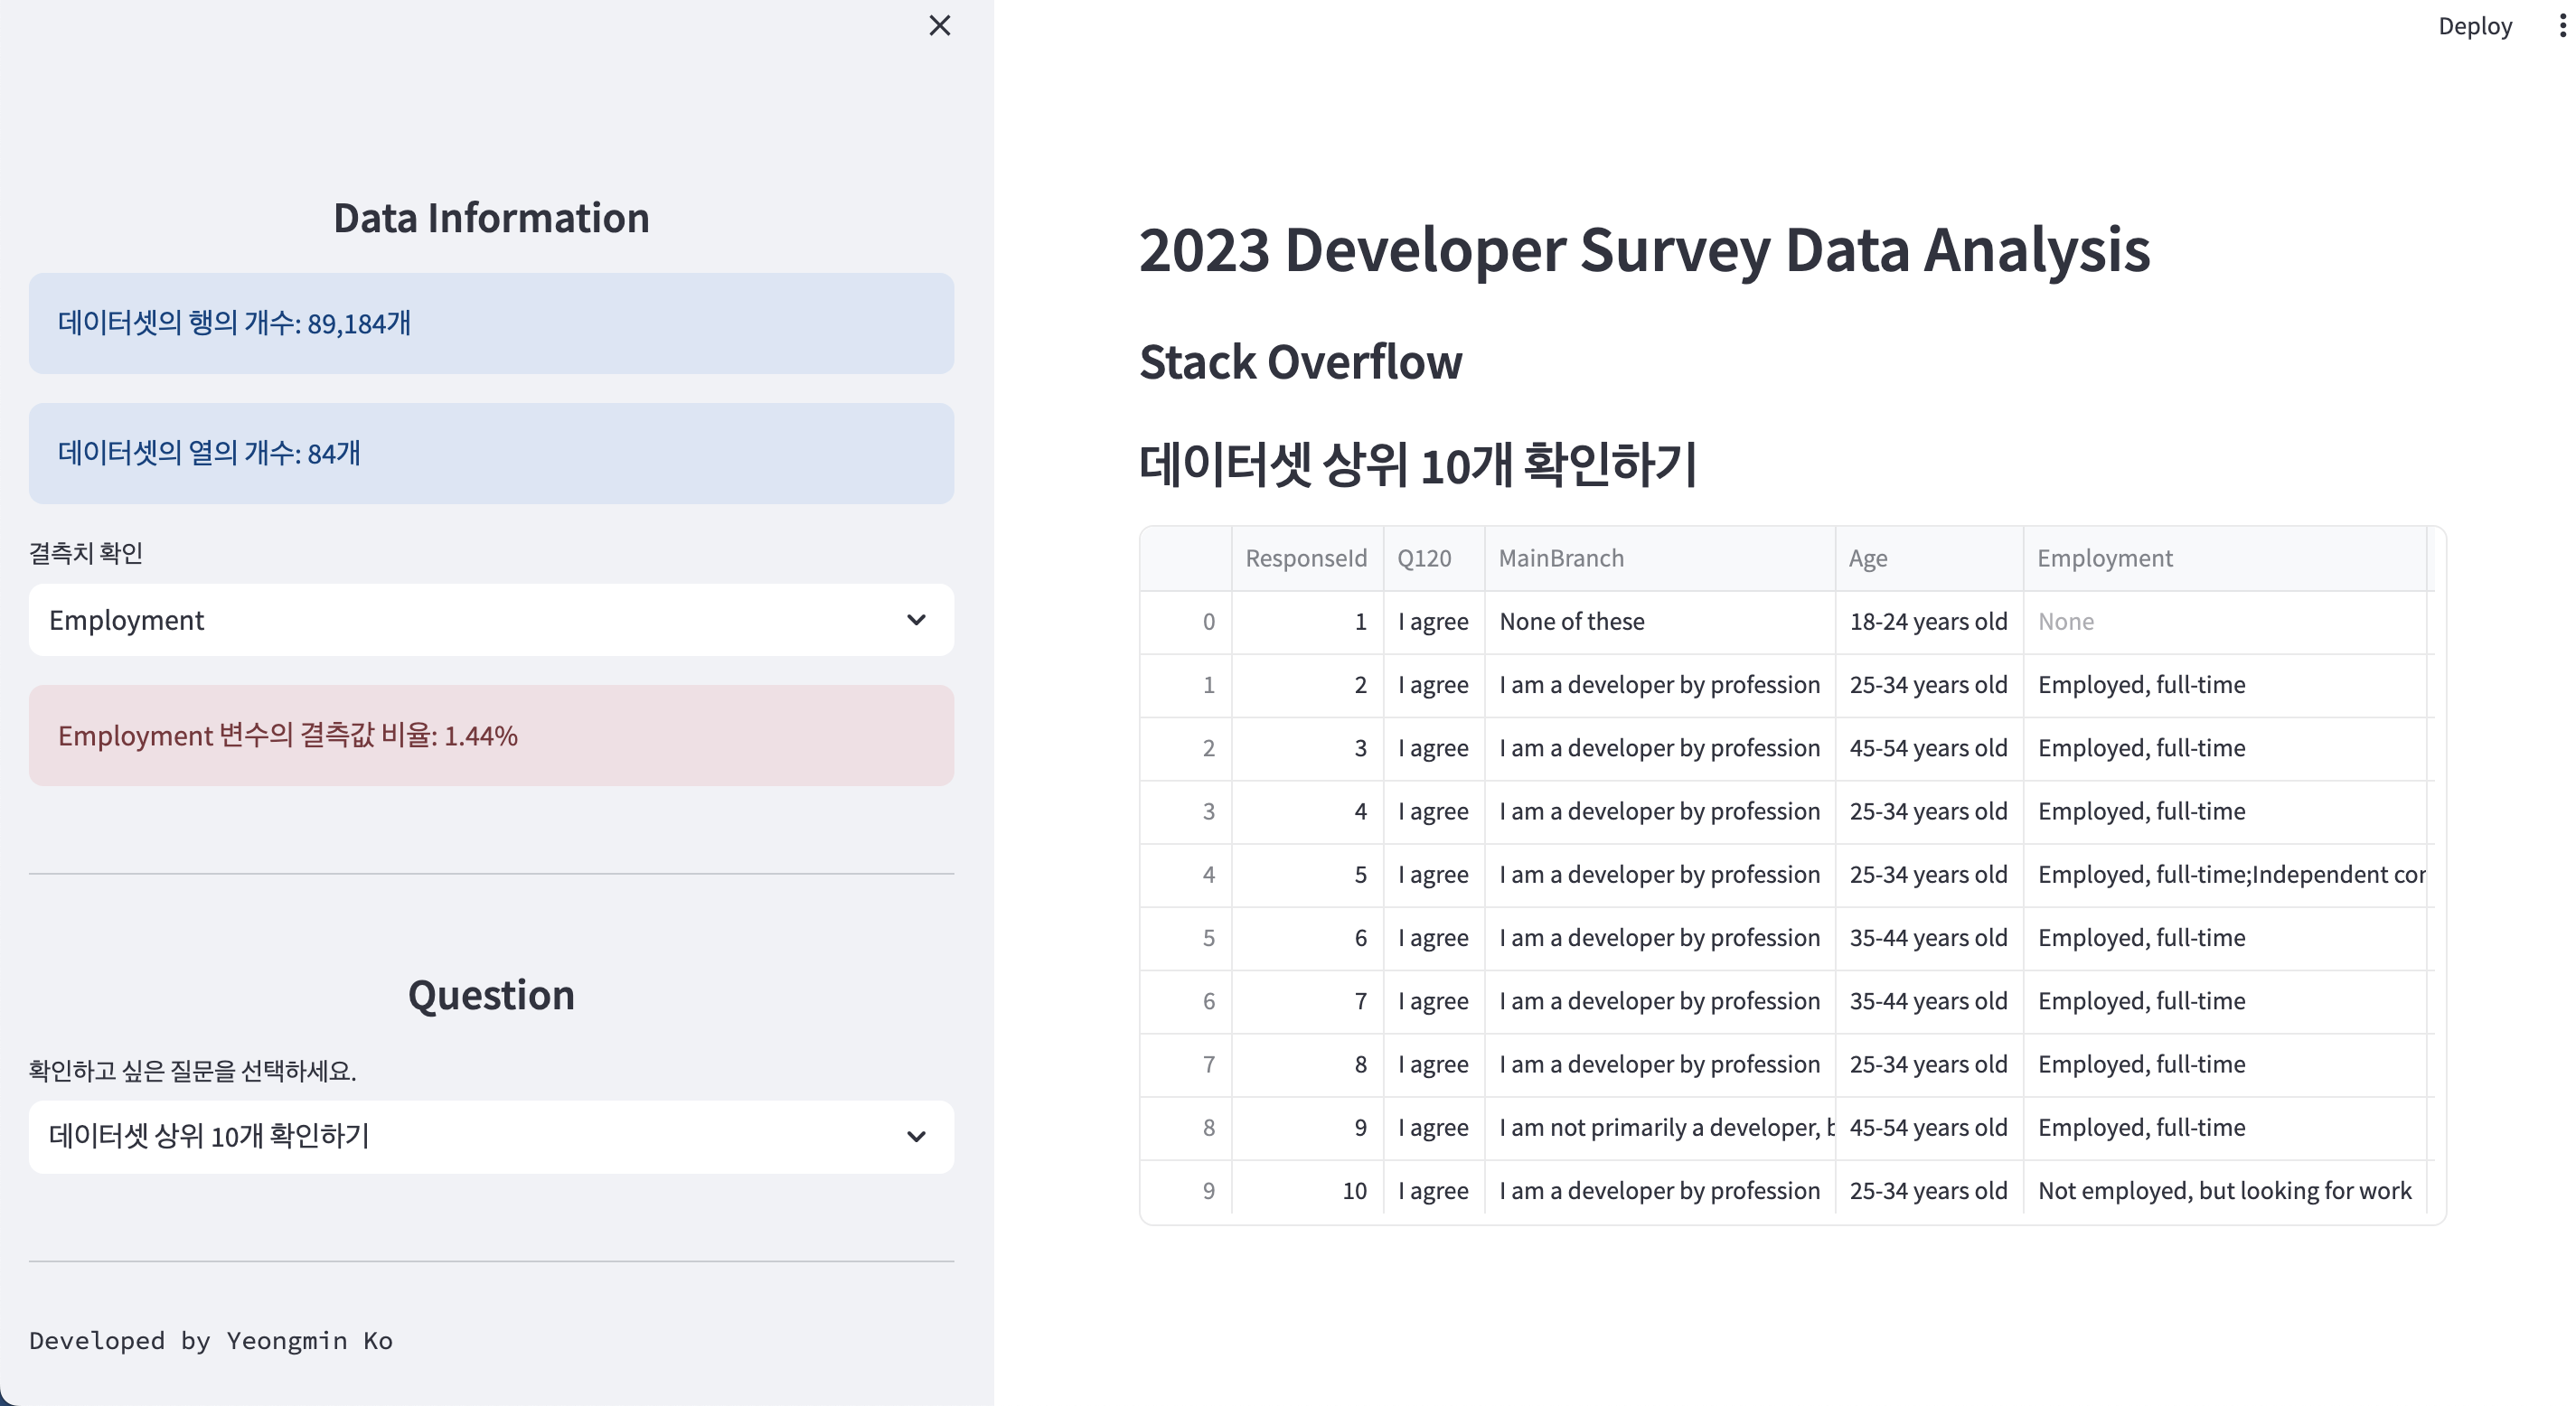 Deploy
Data Information
데이터셋의 행의 개수: 89,184개
데이터셋의 열의 개수: 84개
결측치 확인
Employment
Employment 변수의 결측값 비율: 1.44%
Question
확인하고 싶은 질문을 선택하세요.
데이터셋 상위 10개 확인하기
Developed by Yeongmin Ko
2023 Developer Survey Data Analysis
Stack Overflow
데이터셋 상위 10개 확인하기
ResponseId Q120 MainBranch Age Employment
0 1 I agree None of these 18-24 years old None
1 2 I agree I am a developer by profession 25-34 years old Employed, full-time
2 3 I agree I am a developer by profession 45-54 years old Employed, full-time
3 4 I agree I am a developer by profession 25-34 years old Employed, full-time
4 5 I agree I am a developer by profession 25-34 years old Employed, full-time;Independent cor
5 6 I agree I am a developer by profession 35-44 years old Employed, full-time
6 7 I agree I am a developer by profession 35-44 years old Employed, full-time
7 8 I agree I am a developer by profession 25-34 years old Employed, full-time
8 9 I agree I am not primarily a developer, b 45-54 years old Employed, full-time
9 10 I agree I am a developer by profession 25-34 years old Not employed, but looking for work